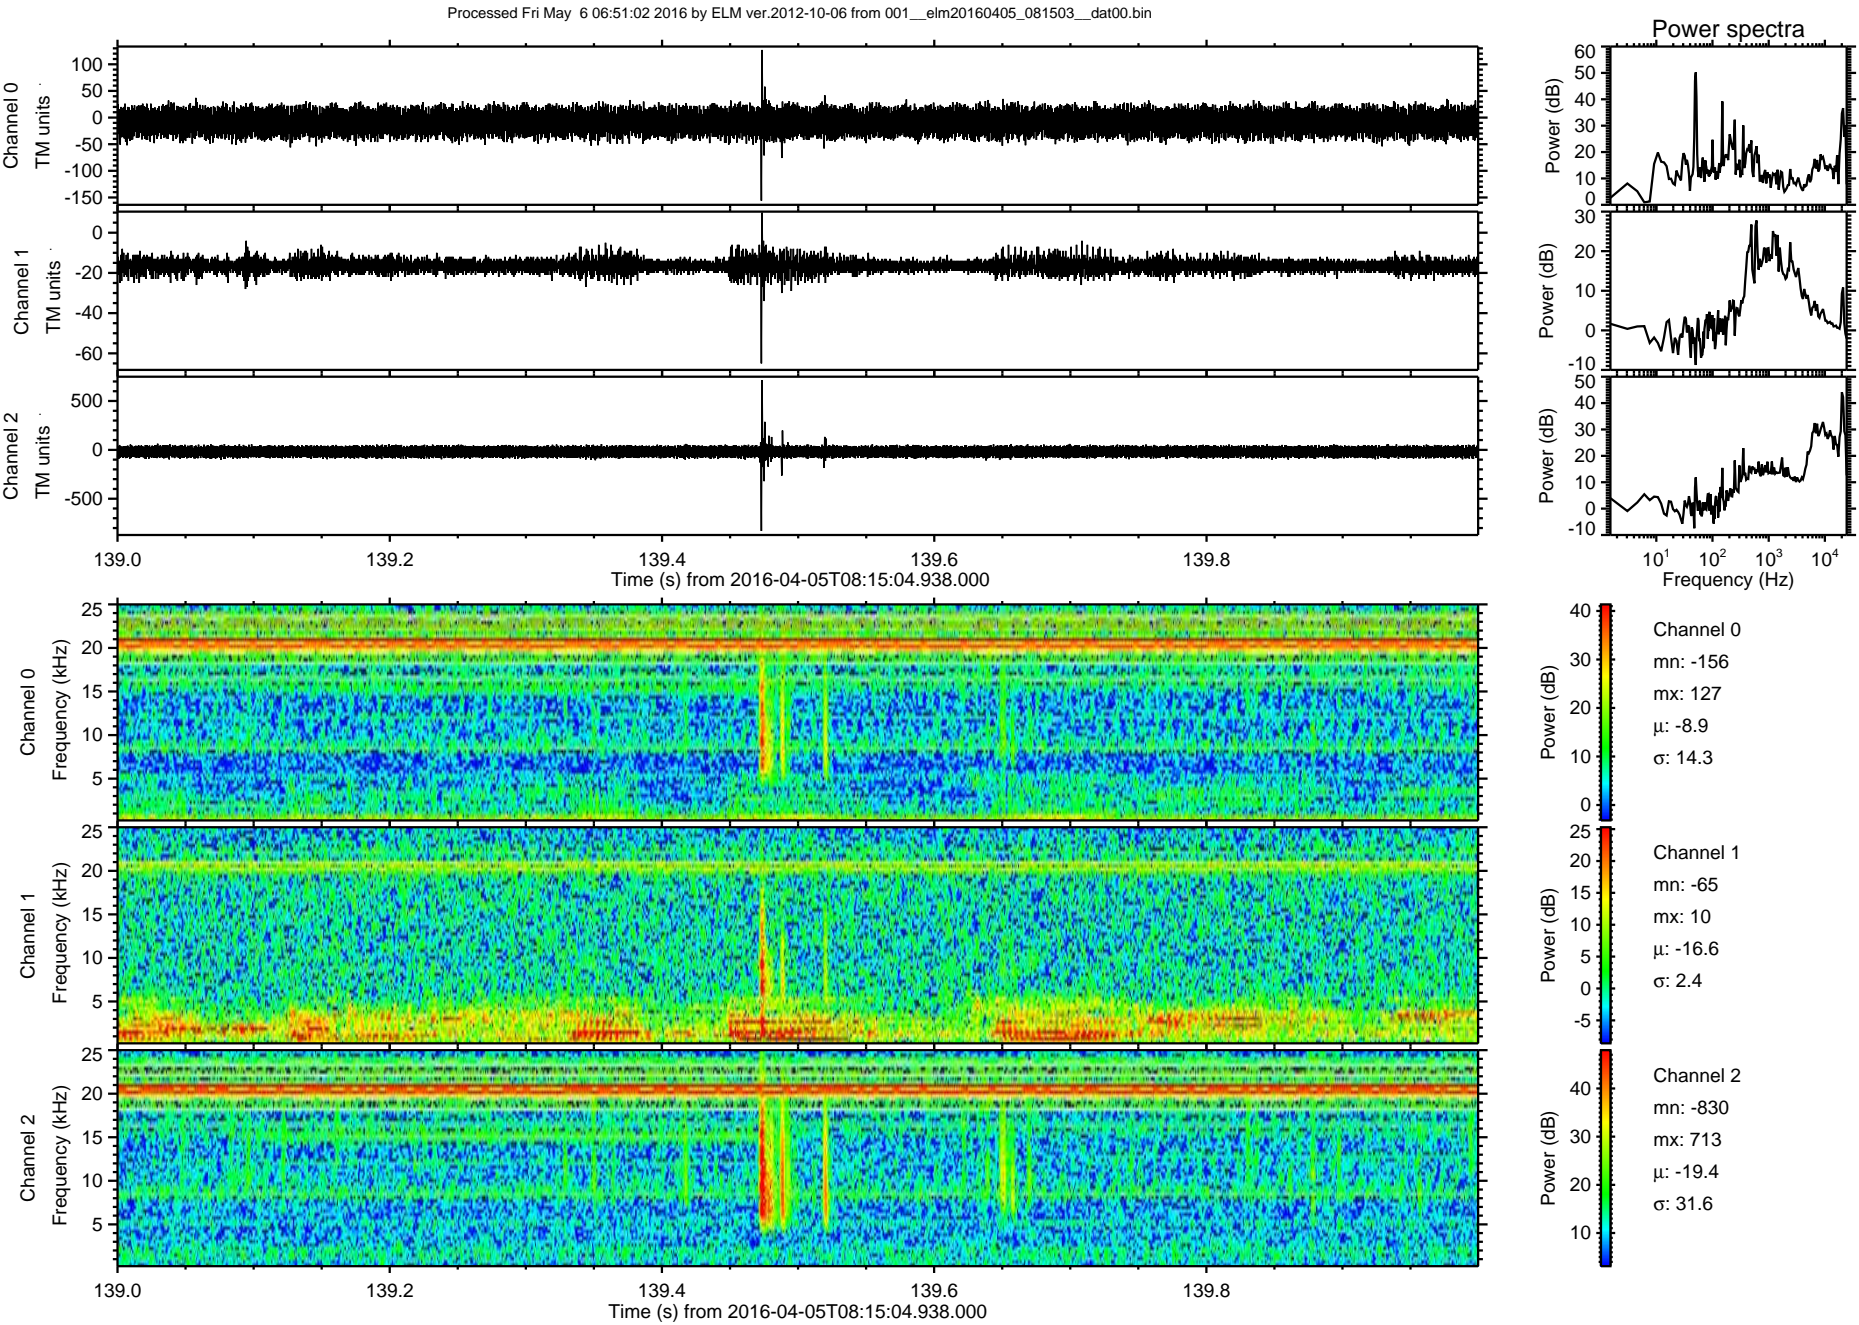 Processed Fri May  6 06:51:02 2016 by ELM ver.2012-10-06 from 001__elm20160405_081503__dat00.bin
Power spectra
Channel 0
TM units
100
50
0
-50
-100
-150
Power (dB)
60
50
40
30
20
10
0
Channel 1
TM units
0
-20
-40
-60
Power (dB)
30
20
10
0
-10
Channel 2
TM units
500
0
-500
Power (dB)
50
40
30
20
10
0
-10
139.0 139.2 139.4 139.6 139.8
Time (s) from 2016-04-05T08:15:04.938.000
10^1 10^2 10^3 10^4
Frequency (Hz)
Channel 0
Frequency (kHz)
25
20
15
10
5
Power (dB)
40
30
20
10
0
Channel 0
mn: -156
mx: 127
μ: -8.9
σ: 14.3
Channel 1
Frequency (kHz)
25
20
15
10
5
Power (dB)
25
20
15
10
5
0
-5
Channel 1
mn: -65
mx: 10
μ: -16.6
σ: 2.4
Channel 2
Frequency (kHz)
25
20
15
10
5
Power (dB)
40
30
20
10
Channel 2
mn: -830
mx: 713
μ: -19.4
σ: 31.6
139.0 139.2 139.4 139.6 139.8
Time (s) from 2016-04-05T08:15:04.938.000